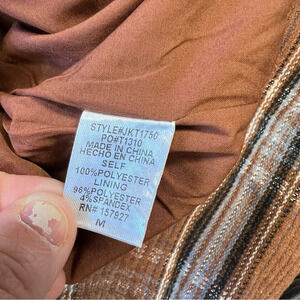 STYLE#JKT1750
PO#T1310
MADE IN CHINA
HECHO EN CHINA
SELF
100%POLYESTER
LINING
96%POLYESTER
4%SPANDEX
RN# 157927
M